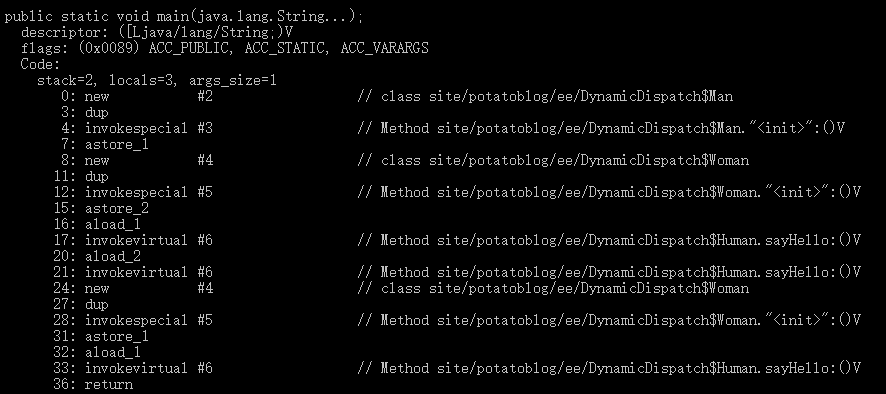 public static void main(java.lang.String...);
  descriptor: ([Ljava/lang/String;)V
  flags: (0x0089) ACC_PUBLIC, ACC_STATIC, ACC_VARARGS
  Code:
    stack=2, locals=3, args_size=1
       0: new           #2                  // class site/potatoblog/ee/DynamicDispatch$Man
       3: dup
       4: invokespecial #3                  // Method site/potatoblog/ee/DynamicDispatch$Man."<init>":()V
       7: astore_1
       8: new           #4                  // class site/potatoblog/ee/DynamicDispatch$Woman
      11: dup
      12: invokespecial #5                  // Method site/potatoblog/ee/DynamicDispatch$Woman."<init>":()V
      15: astore_2
      16: aload_1
      17: invokevirtual #6                  // Method site/potatoblog/ee/DynamicDispatch$Human.sayHello:()V
      20: aload_2
      21: invokevirtual #6                  // Method site/potatoblog/ee/DynamicDispatch$Human.sayHello:()V
      24: new           #4                  // class site/potatoblog/ee/DynamicDispatch$Woman
      27: dup
      28: invokespecial #5                  // Method site/potatoblog/ee/DynamicDispatch$Woman."<init>":()V
      31: astore_1
      32: aload_1
      33: invokevirtual #6                  // Method site/potatoblog/ee/DynamicDispatch$Human.sayHello:()V
      36: return